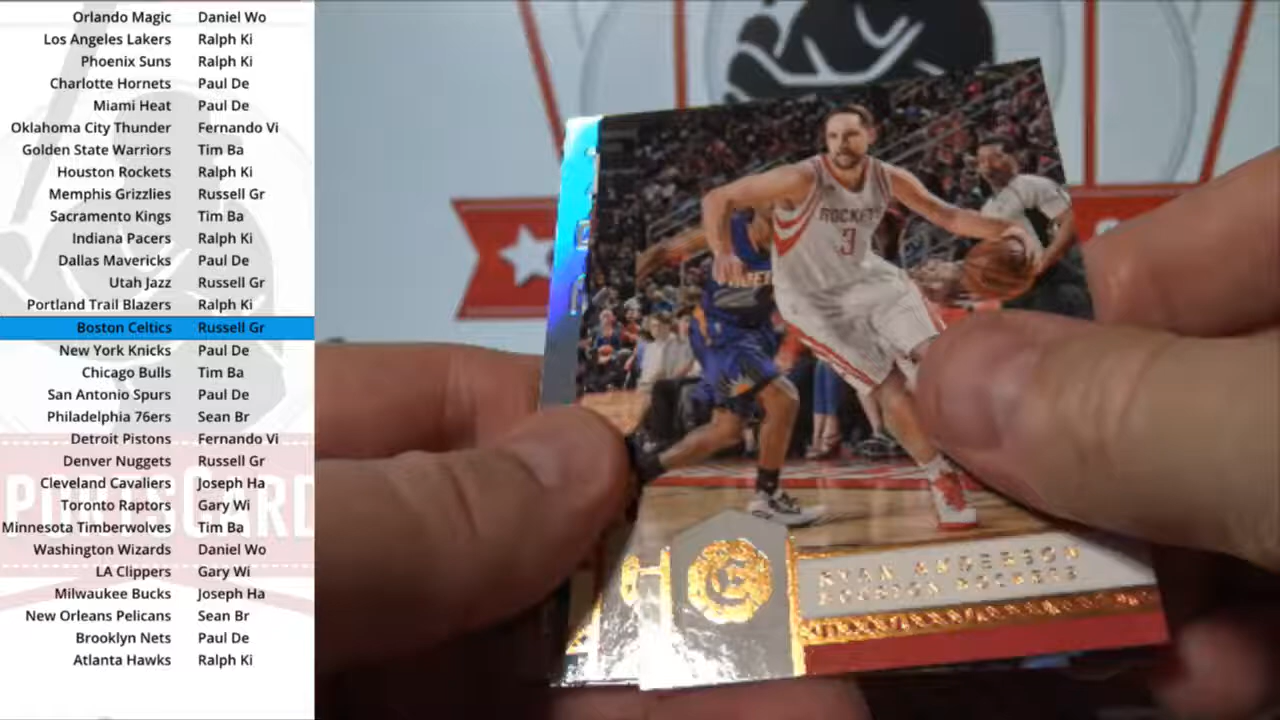 Orlando Magic Daniel Wo
Los Angeles Lakers Ralph Ki
Phoenix Suns Ralph Ki
Charlotte Hornets Paul De
Miami Heat Paul De
Oklahoma City Thunder Fernando Vi
Golden State Warriors Tim Ba
Houston Rockets Ralph Ki
Memphis Grizzlies Russell Gr
Sacramento Kings Tim Ba
Indiana Pacers Ralph Ki
Dallas Mavericks Paul De
Utah Jazz Russell Gr
Portland Trail Blazers Ralph Ki
Boston Celtics Russell Gr
New York Knicks Paul De
Chicago Bulls Tim Ba
San Antonio Spurs Paul De
Philadelphia 76ers Sean Br
Detroit Pistons Fernando Vi
Denver Nuggets Russell Gr
Cleveland Cavaliers Joseph Ha
Toronto Raptors Gary Wi
Minnesota Timberwolves Tim Ba
Washington Wizards Daniel Wo
LA Clippers Gary Wi
Milwaukee Bucks Joseph Ha
New Orleans Pelicans Sean Br
Brooklyn Nets Paul De
Atlanta Hawks Ralph Ki
PORTSCARD
ROCKETS
3
RYAN ANDERSON
HOUSTON ROCKETS